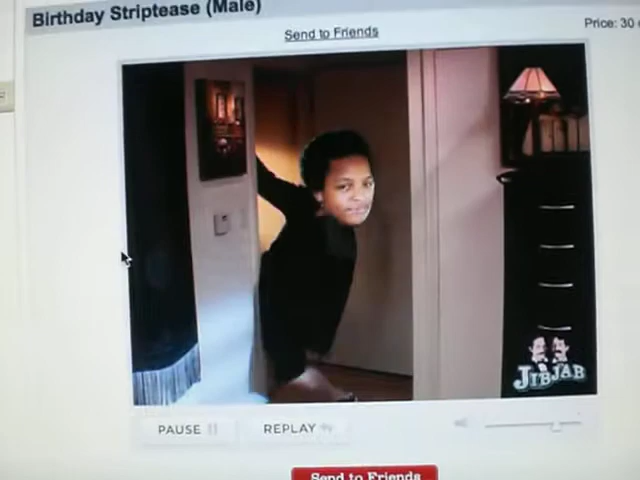 Birthday Striptease (Male)
Send to Friends
Price: 30
JIBJAB
PAUSE
REPLAY
Send to Friends